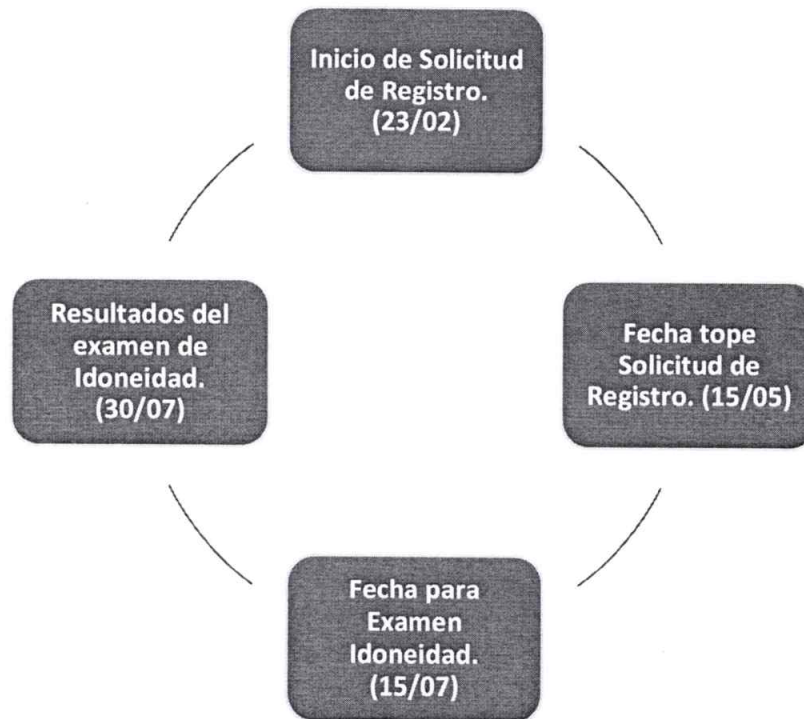 Inicio de Solicitud
de Registro.
(23/02)
Fecha tope
Solicitud de
Registro. (15/05)
Fecha para
Examen
Idoneidad.
(15/07)
Resultados del
examen de
Idoneidad.
(30/07)